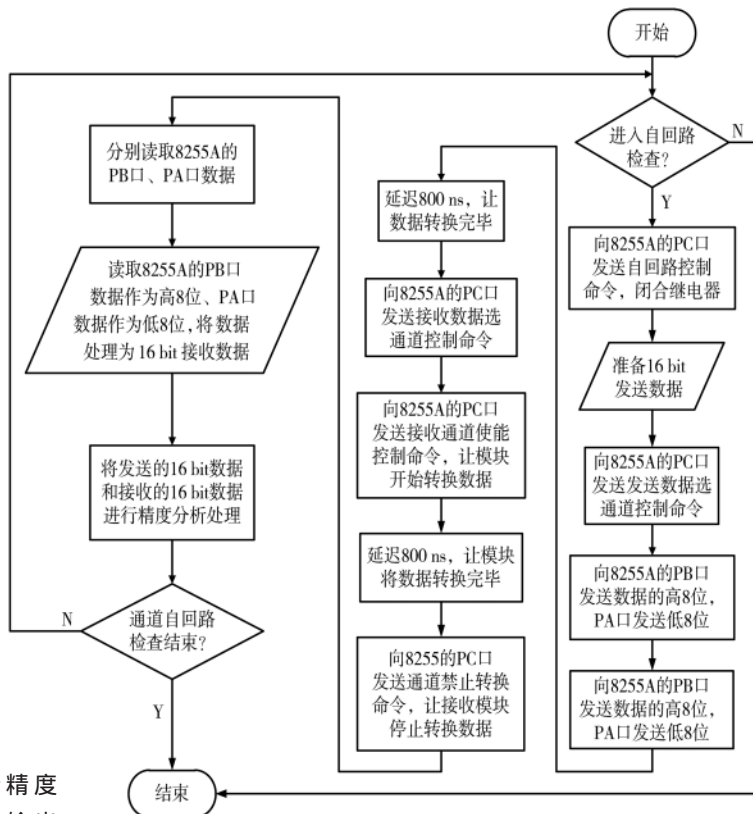 开始
进入自回路
检查?
N
Y
向8255A的PC口
发送自回路控制
命令，闭合继电器
准备16 bit
发送数据
向8255A的PC口
发送发送数据选
通道控制命令
向8255A的PB口
发送数据的高8位，
PA口发送低8位
向8255A的PB口
发送数据的高8位，
PA口发送低8位
延迟800 ns，让
数据转换完毕
向8255A的PC口
发送接收数据选
通道控制命令
向8255A的PC口
发送接收通道使能
控制命令，让模块
开始转换数据
延迟800 ns，让模块
将数据转换完毕
向8255的PC口
发送通道禁止转换
命令，让接收模块
停止转换数据
分别读取8255A的
PB口、PA口数据
读取8255A的PB口
数据作为高8位、PA口
数据作为低8位，将数据
处理为16 bit接收数据
将发送的16 bit数据
和接收的16 bit数据
进行精度分析处理
通道自回路
检查结束?
N
Y
结束
精度